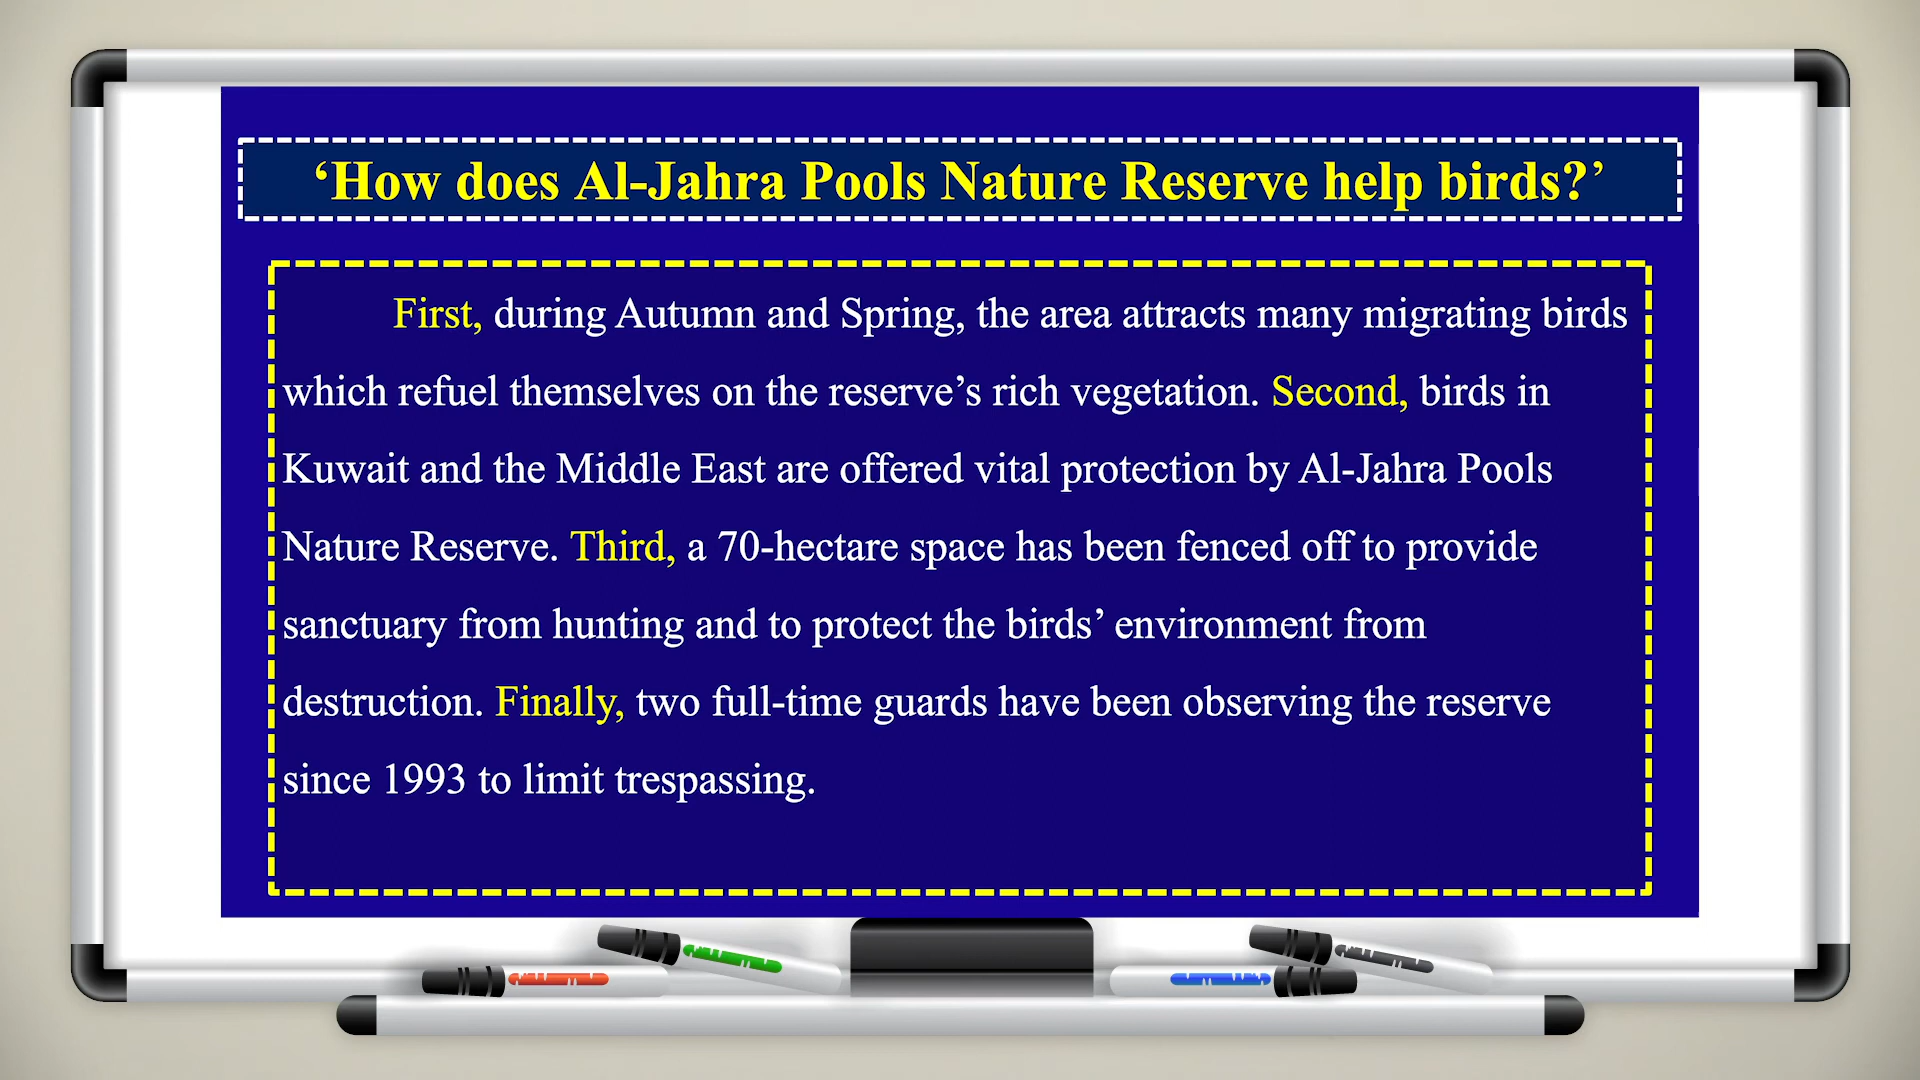 ‘How does Al-Jahra Pools Nature Reserve help birds?’
First, during Autumn and Spring, the area attracts many migrating birds
which refuel themselves on the reserve’s rich vegetation. Second, birds in
Kuwait and the Middle East are offered vital protection by Al-Jahra Pools
Nature Reserve. Third, a 70-hectare space has been fenced off to provide
sanctuary from hunting and to protect the birds’ environment from
destruction. Finally, two full-time guards have been observing the reserve
since 1993 to limit trespassing.